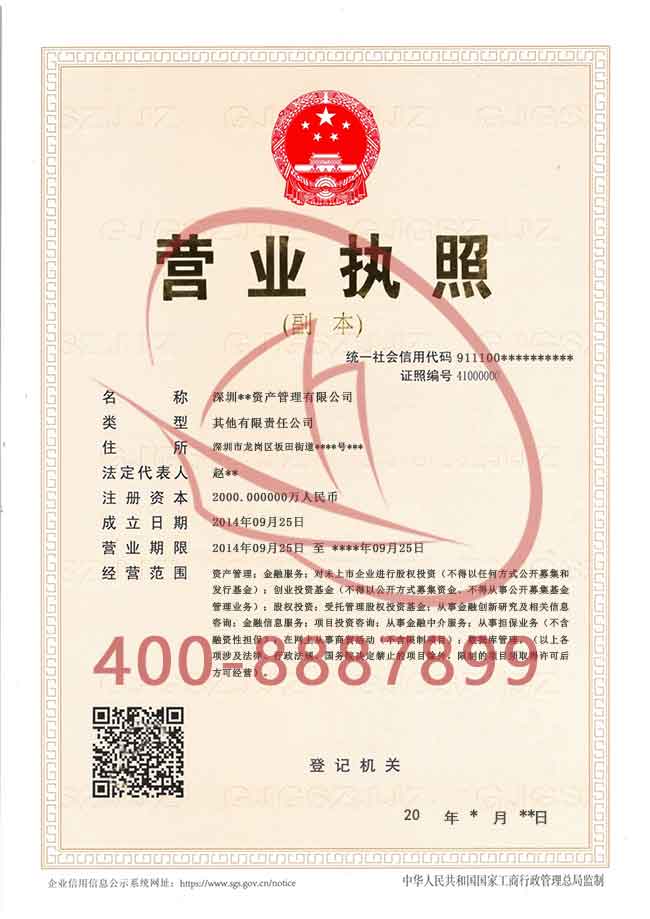 营业执照
(副 本)
统一社会信用代码 911100**********
证照编号 41000000
名 称 深圳**资产管理有限公司
类 型 其他有限责任公司
住 所 深圳市龙岗区坂田街道****号***
法定代表人 赵**
注册资本 2000.000000万人民币
成立日期 2014年09月25日
营业期限 2014年09月25日 至 ****年09月25日
经营范围 资产管理；金融服务；对未上市企业进行股权投资（不得以任何方式公开募集和
发行基金）；创业投资基金（不得以公开方式募集资金、不得从事公开募集基金
管理业务）；股权投资；受托管理股权投资基金；从事金融创新研究及相关信息
咨询；金融信息服务；项目投资咨询；从事金融中介服务；从事担保业务（不含
融资性担保）；在网上从事商贸活动（不含限制项目）；数据库管理。（以上各
项涉及法律、行政法规、国务院决定禁止的项目除外，限制的项目须取得许可后
方可经营）。
400-8887899
登记机关
20 年 * 月 **日
企业信用信息公示系统网址：https://www.sgs.gov.cn/notice
中华人民共和国国家工商行政管理总局监制